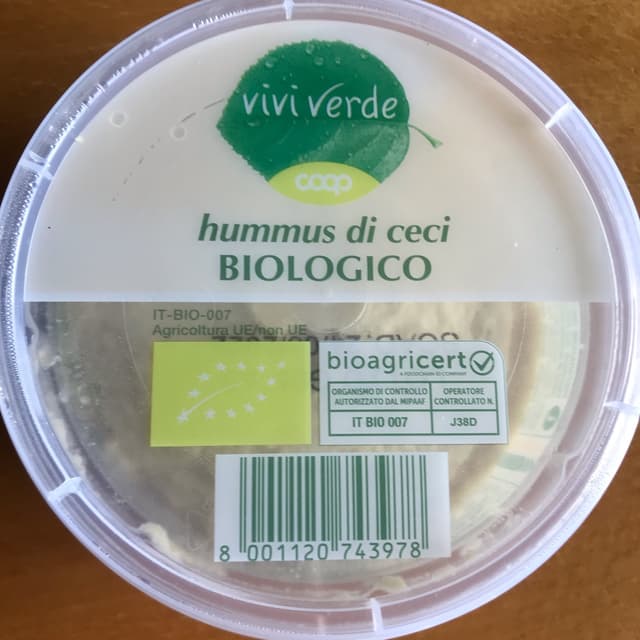 vivi verde
coop
hummus di ceci
BIOLOGICO
IT-BIO-007
Agricoltura UE/non UE
bioagricert
A FOODCHAIN ID COMPANY
ORGANISMO DI CONTROLLO
AUTORIZZATO DAL MIPAAF
OPERATORE
CONTROLLATO N.
IT BIO 007
J38D
8 001120 743978